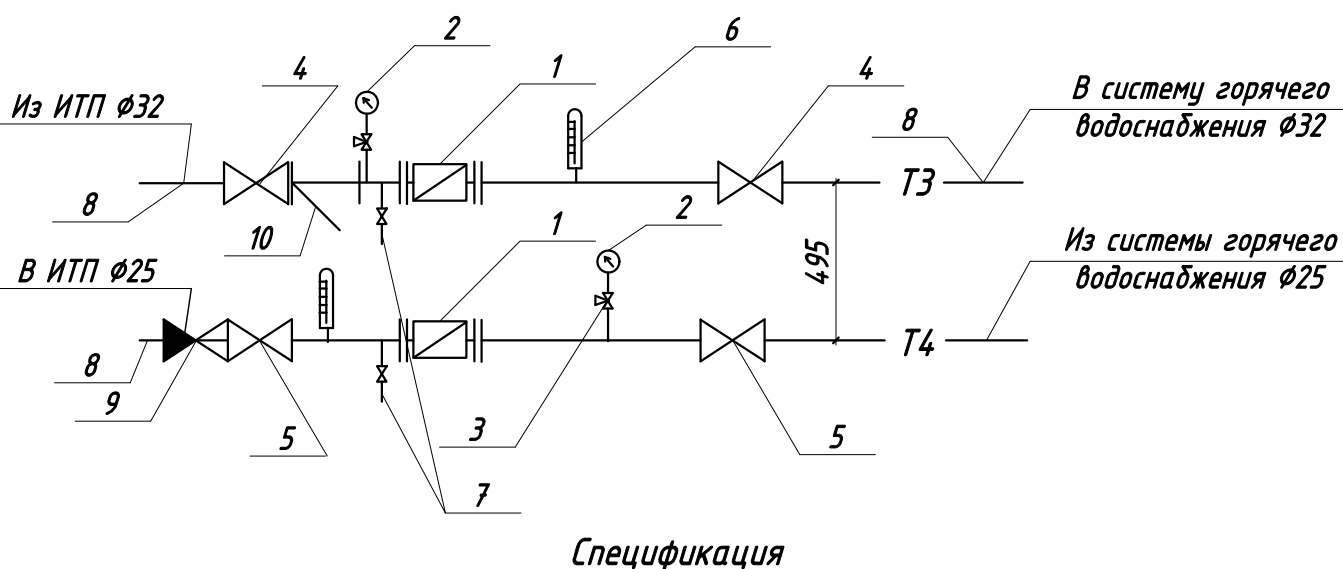 2
6
4
1
4
Из ИТП Ф32
В систему горячего
водоснабжения Ф32
8
Т3
8
10
2
1
Из системы горячего
водоснабжения Ф25
В ИТП Ф25
495
Т4
8
9
5
3
5
7
Спецификация